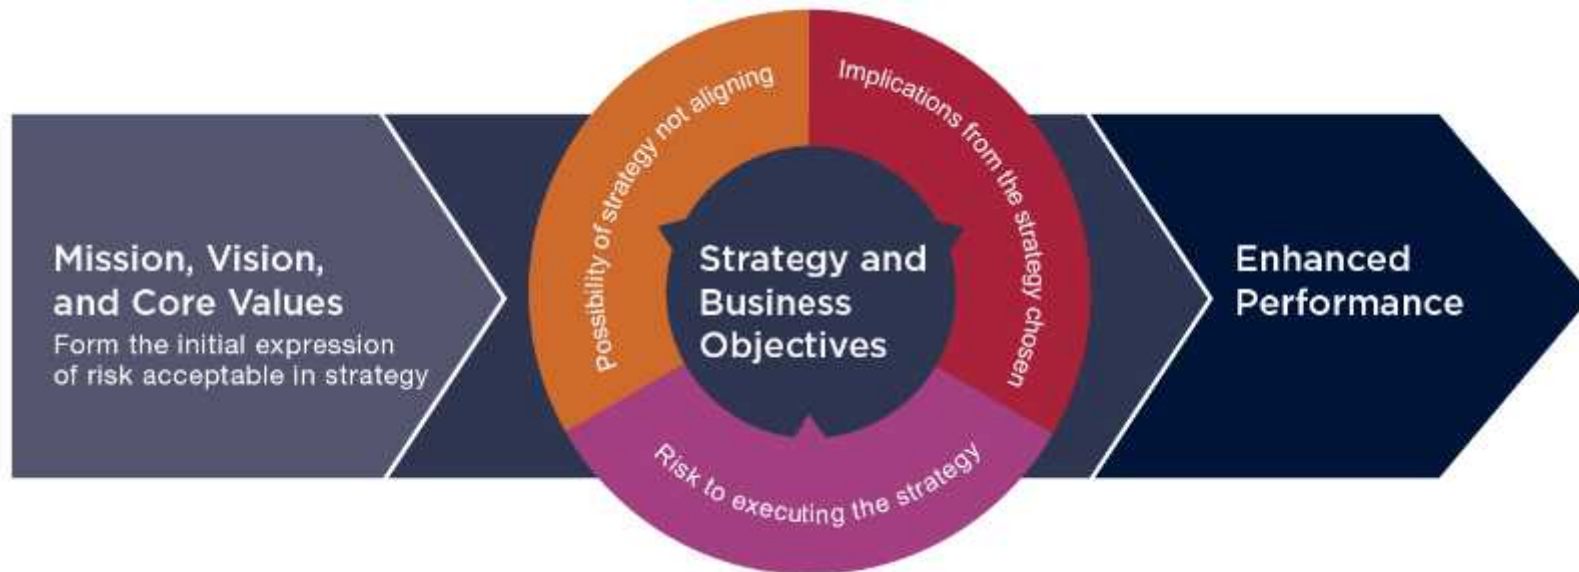 Mission, Vision,
and Core Values
Form the initial expression
of risk acceptable in strategy
Possibility of strategy not aligning
Implications from the strategy chosen
Strategy and
Business
Objectives
Risk to executing the strategy
Enhanced
Performance